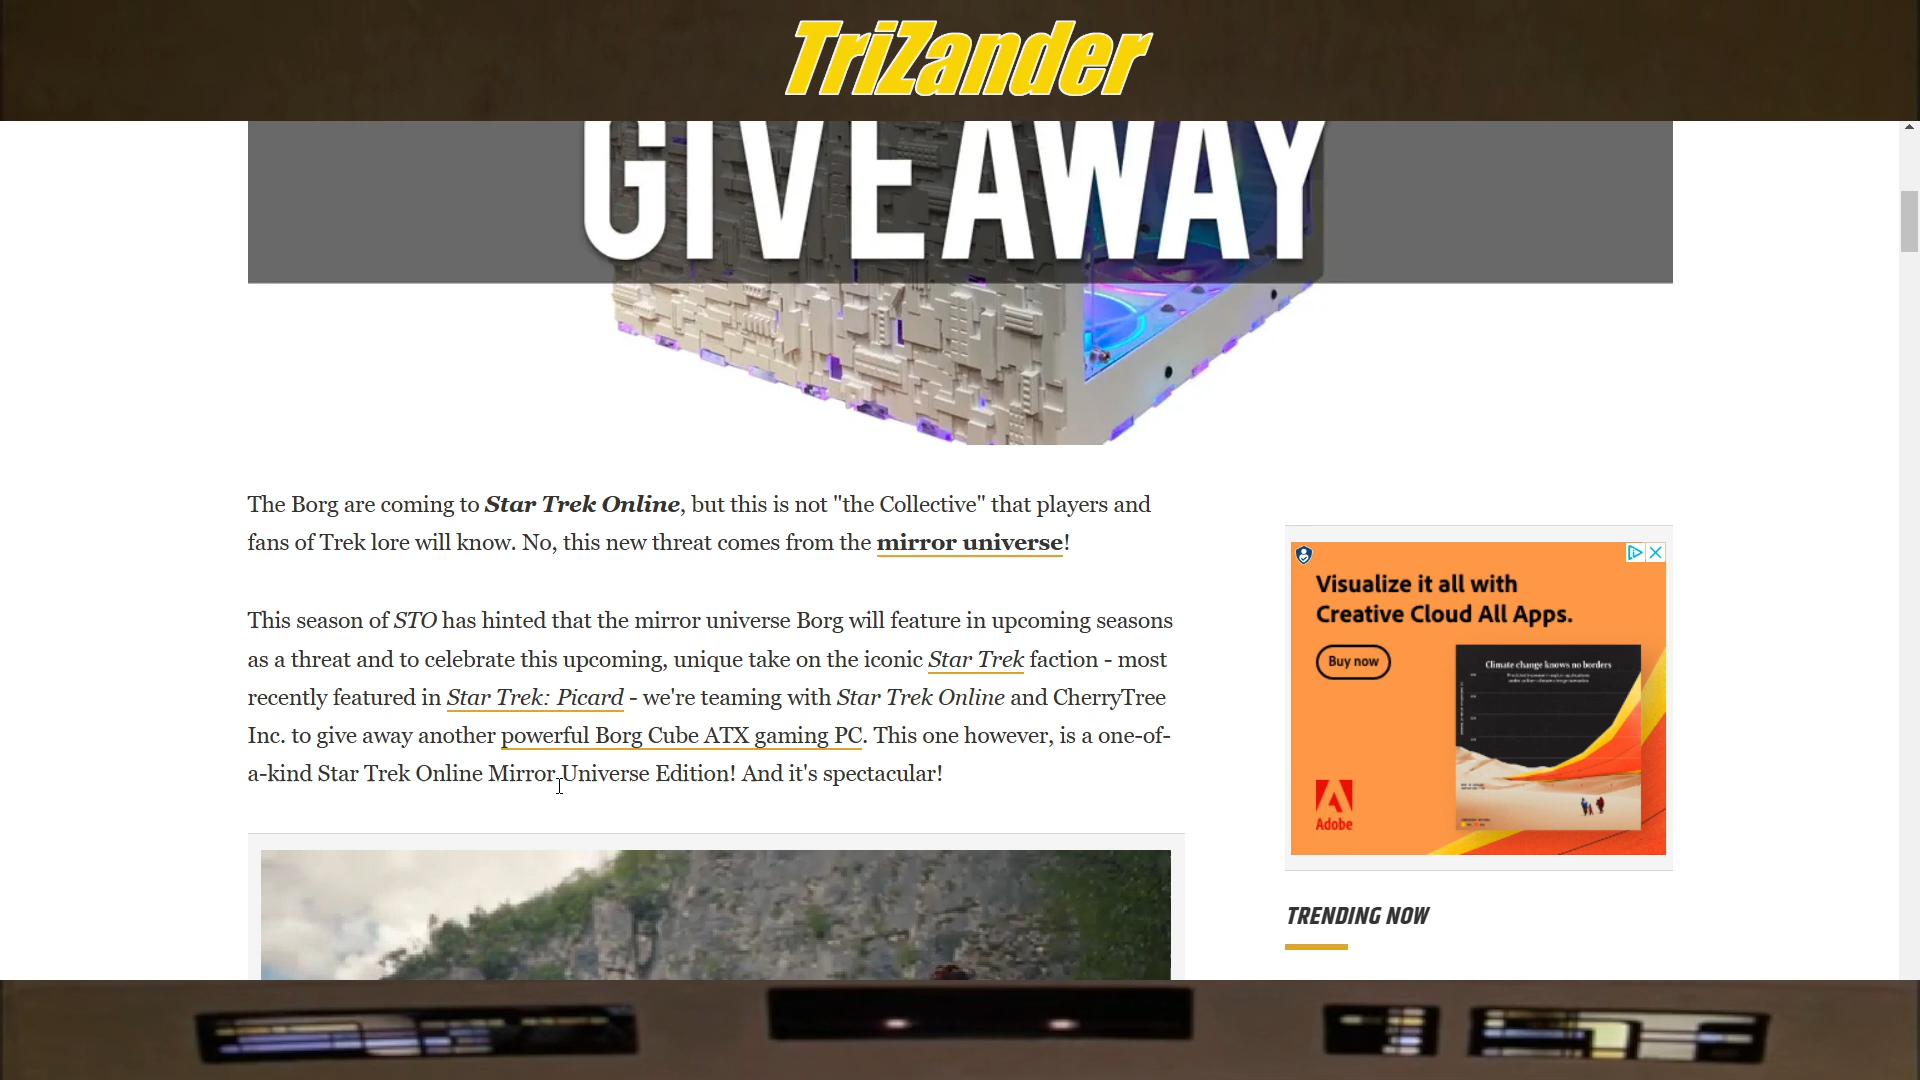 TriZander
GIVEAWAY
The Borg are coming to Star Trek Online, but this is not "the Collective" that players and
fans of Trek lore will know. No, this new threat comes from the mirror universe!
This season of STO has hinted that the mirror universe Borg will feature in upcoming seasons
as a threat and to celebrate this upcoming, unique take on the iconic Star Trek faction - most
recently featured in Star Trek: Picard - we're teaming with Star Trek Online and CherryTree
Inc. to give away another powerful Borg Cube ATX gaming PC. This one however, is a one-of-
a-kind Star Trek Online Mirror Universe Edition! And it's spectacular!
Visualize it all with
Creative Cloud All Apps.
Buy now
Climate change knows no borders
Adobe
TRENDING NOW